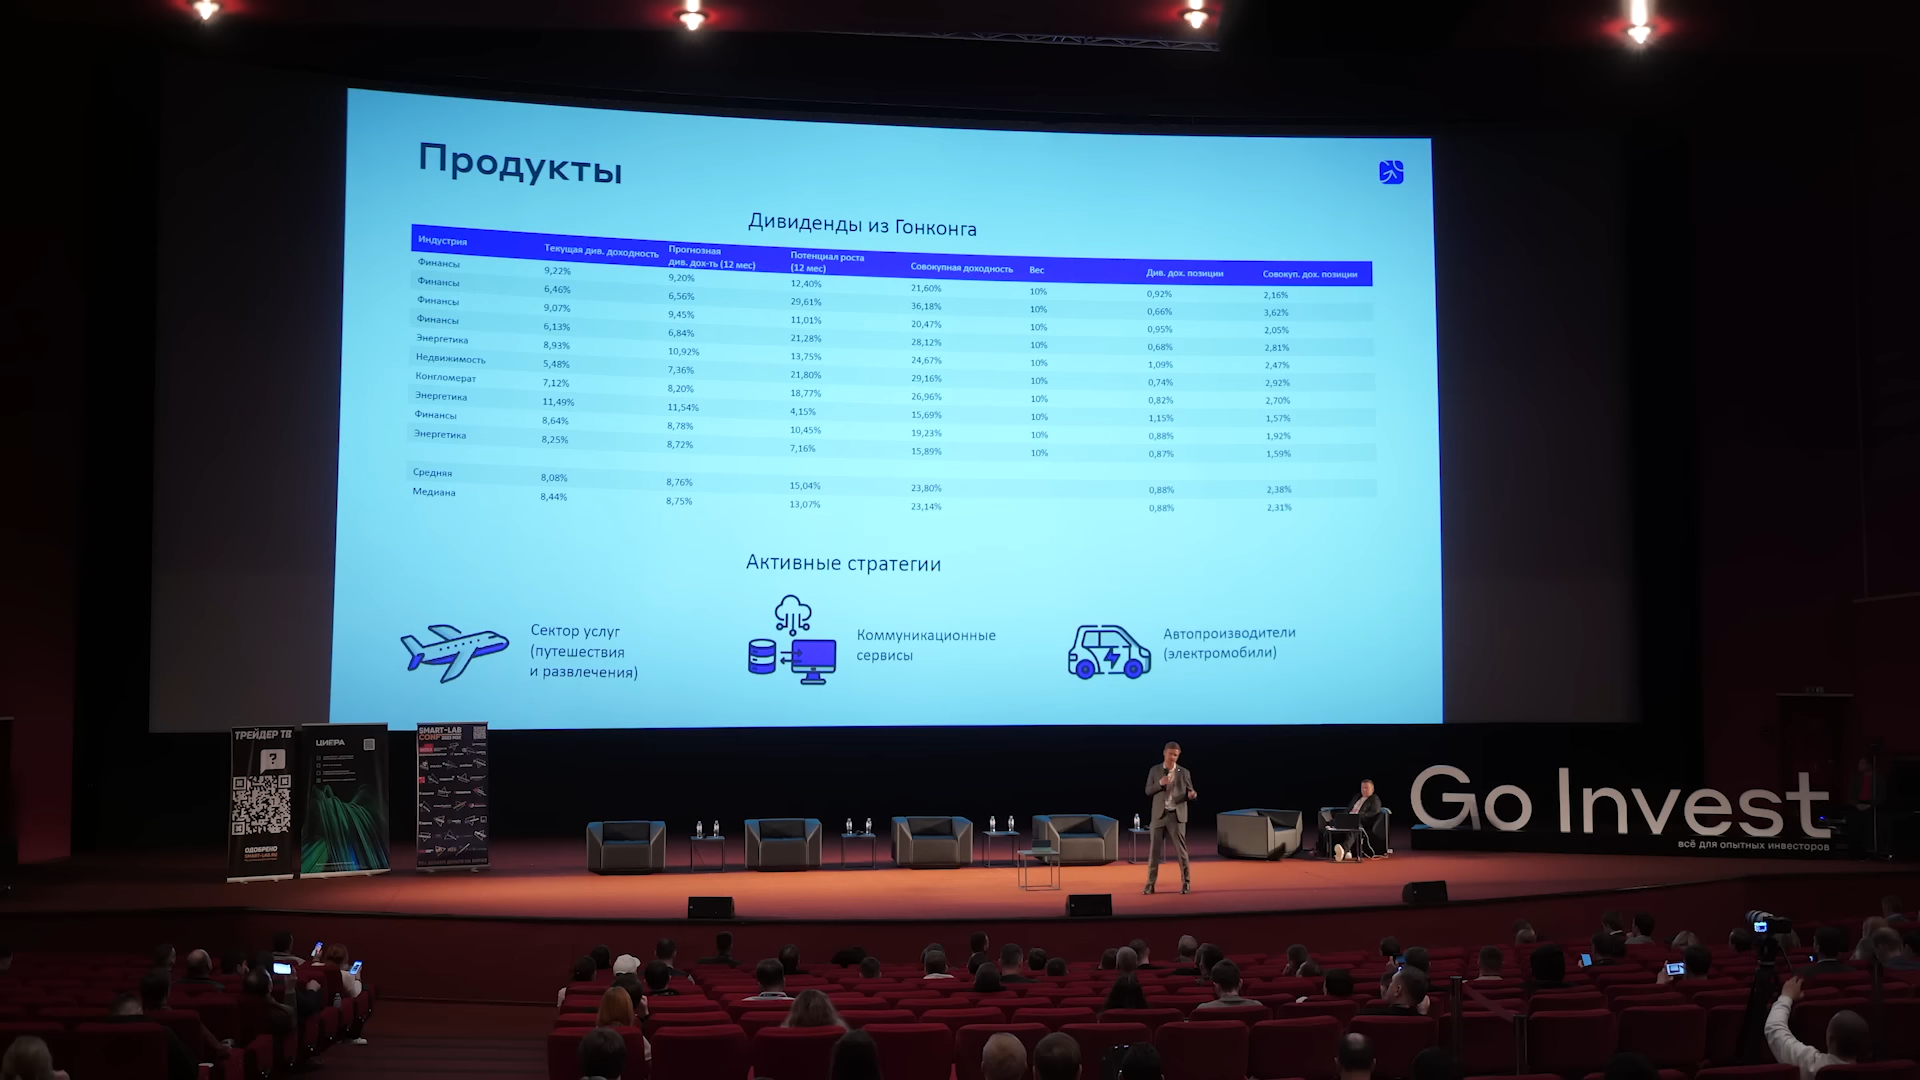 Продукты
Дивиденды из Гонконга
Индустрия Текущая див. доходность Прогнозная див. дох-ть (12 мес) Потенциал роста (12 мес) Совокупная доходность Вес Див. дох. позиции Совокуп. дох. позиции
Финансы 9,22% 9,20% 12,40% 21,60% 10% 0,92% 2,16%
Финансы 6,46% 6,56% 29,61% 36,18% 10% 0,66% 3,62%
Финансы 9,07% 9,45% 11,01% 20,47% 10% 0,95% 2,05%
Финансы 6,13% 6,84% 21,28% 28,12% 10% 0,68% 2,81%
Энергетика 8,93% 10,92% 13,75% 24,67% 10% 1,09% 2,47%
Недвижимость 5,48% 7,36% 21,80% 29,16% 10% 0,74% 2,92%
Конгломерат 7,12% 8,20% 18,77% 26,96% 10% 0,82% 2,70%
Энергетика 11,49% 11,54% 4,15% 15,69% 10% 1,15% 1,57%
Финансы 8,64% 8,78% 10,45% 19,23% 10% 0,88% 1,92%
Энергетика 8,25% 8,72% 7,16% 15,89% 10% 0,87% 1,59%
Средняя 8,08% 8,76% 15,04% 23,80% 0,88% 2,38%
Медиана 8,44% 8,75% 13,07% 23,14% 0,88% 2,31%
Активные стратегии
Сектор услуг
(путешествия
и развлечения)
Коммуникационные
сервисы
Автопроизводители
(электромобили)
ТРЕЙДЕР ТВ
?
ОДОБРЕНО
SMART-LAB.RU
ЦИФРА
SMART-LAB
CONF
Go Invest
всё для опытных инвесторов